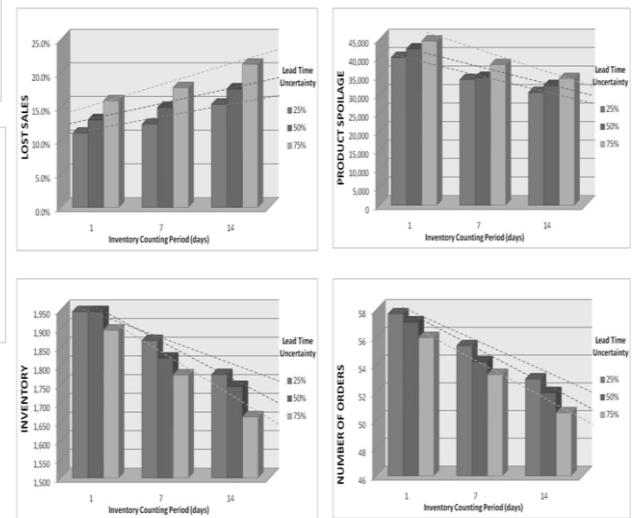 LOST SALES
25.0%
20.0%
15.0%
10.0%
5.0%
0.0%
1 7 14
Inventory Counting Period (days)
Lead Time
Uncertainty
25%
50%
75%
PRODUCT SPOILAGE
45,000
40,000
35,000
30,000
25,000
20,000
15,000
10,000
5,000
0
1 7 14
Inventory Counting Period (days)
Lead Time
Uncertainty
25%
50%
75%
INVENTORY
1,950
1,900
1,850
1,800
1,750
1,700
1,650
1,600
1,550
1,500
1 7 14
Inventory Counting Period (days)
Lead Time
Uncertainty
25%
50%
75%
NUMBER OF ORDERS
58
56
54
52
50
48
46
1 7 14
Inventory Counting Period (days)
Lead Time
Uncertainty
25%
50%
75%